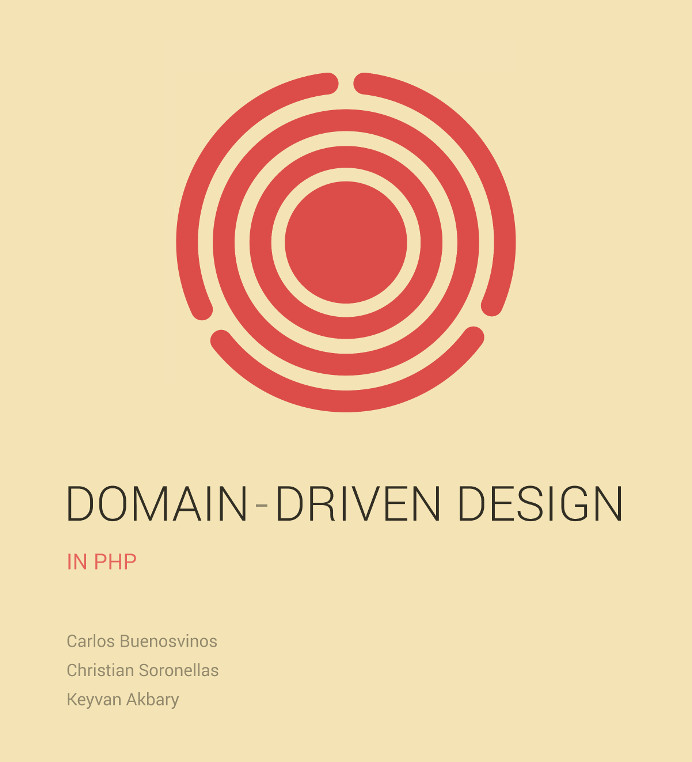 DOMAIN-DRIVEN DESIGN
IN PHP
Carlos Buenosvinos
Christian Soronellas
Keyvan Akbary